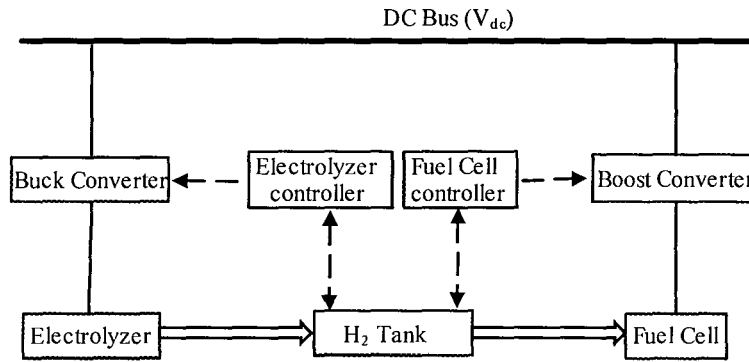 DC Bus (V_dc)
Buck Converter
Electrolyzer
controller
Fuel Cell
controller
Boost Converter
Electrolyzer
H₂ Tank
Fuel Cell